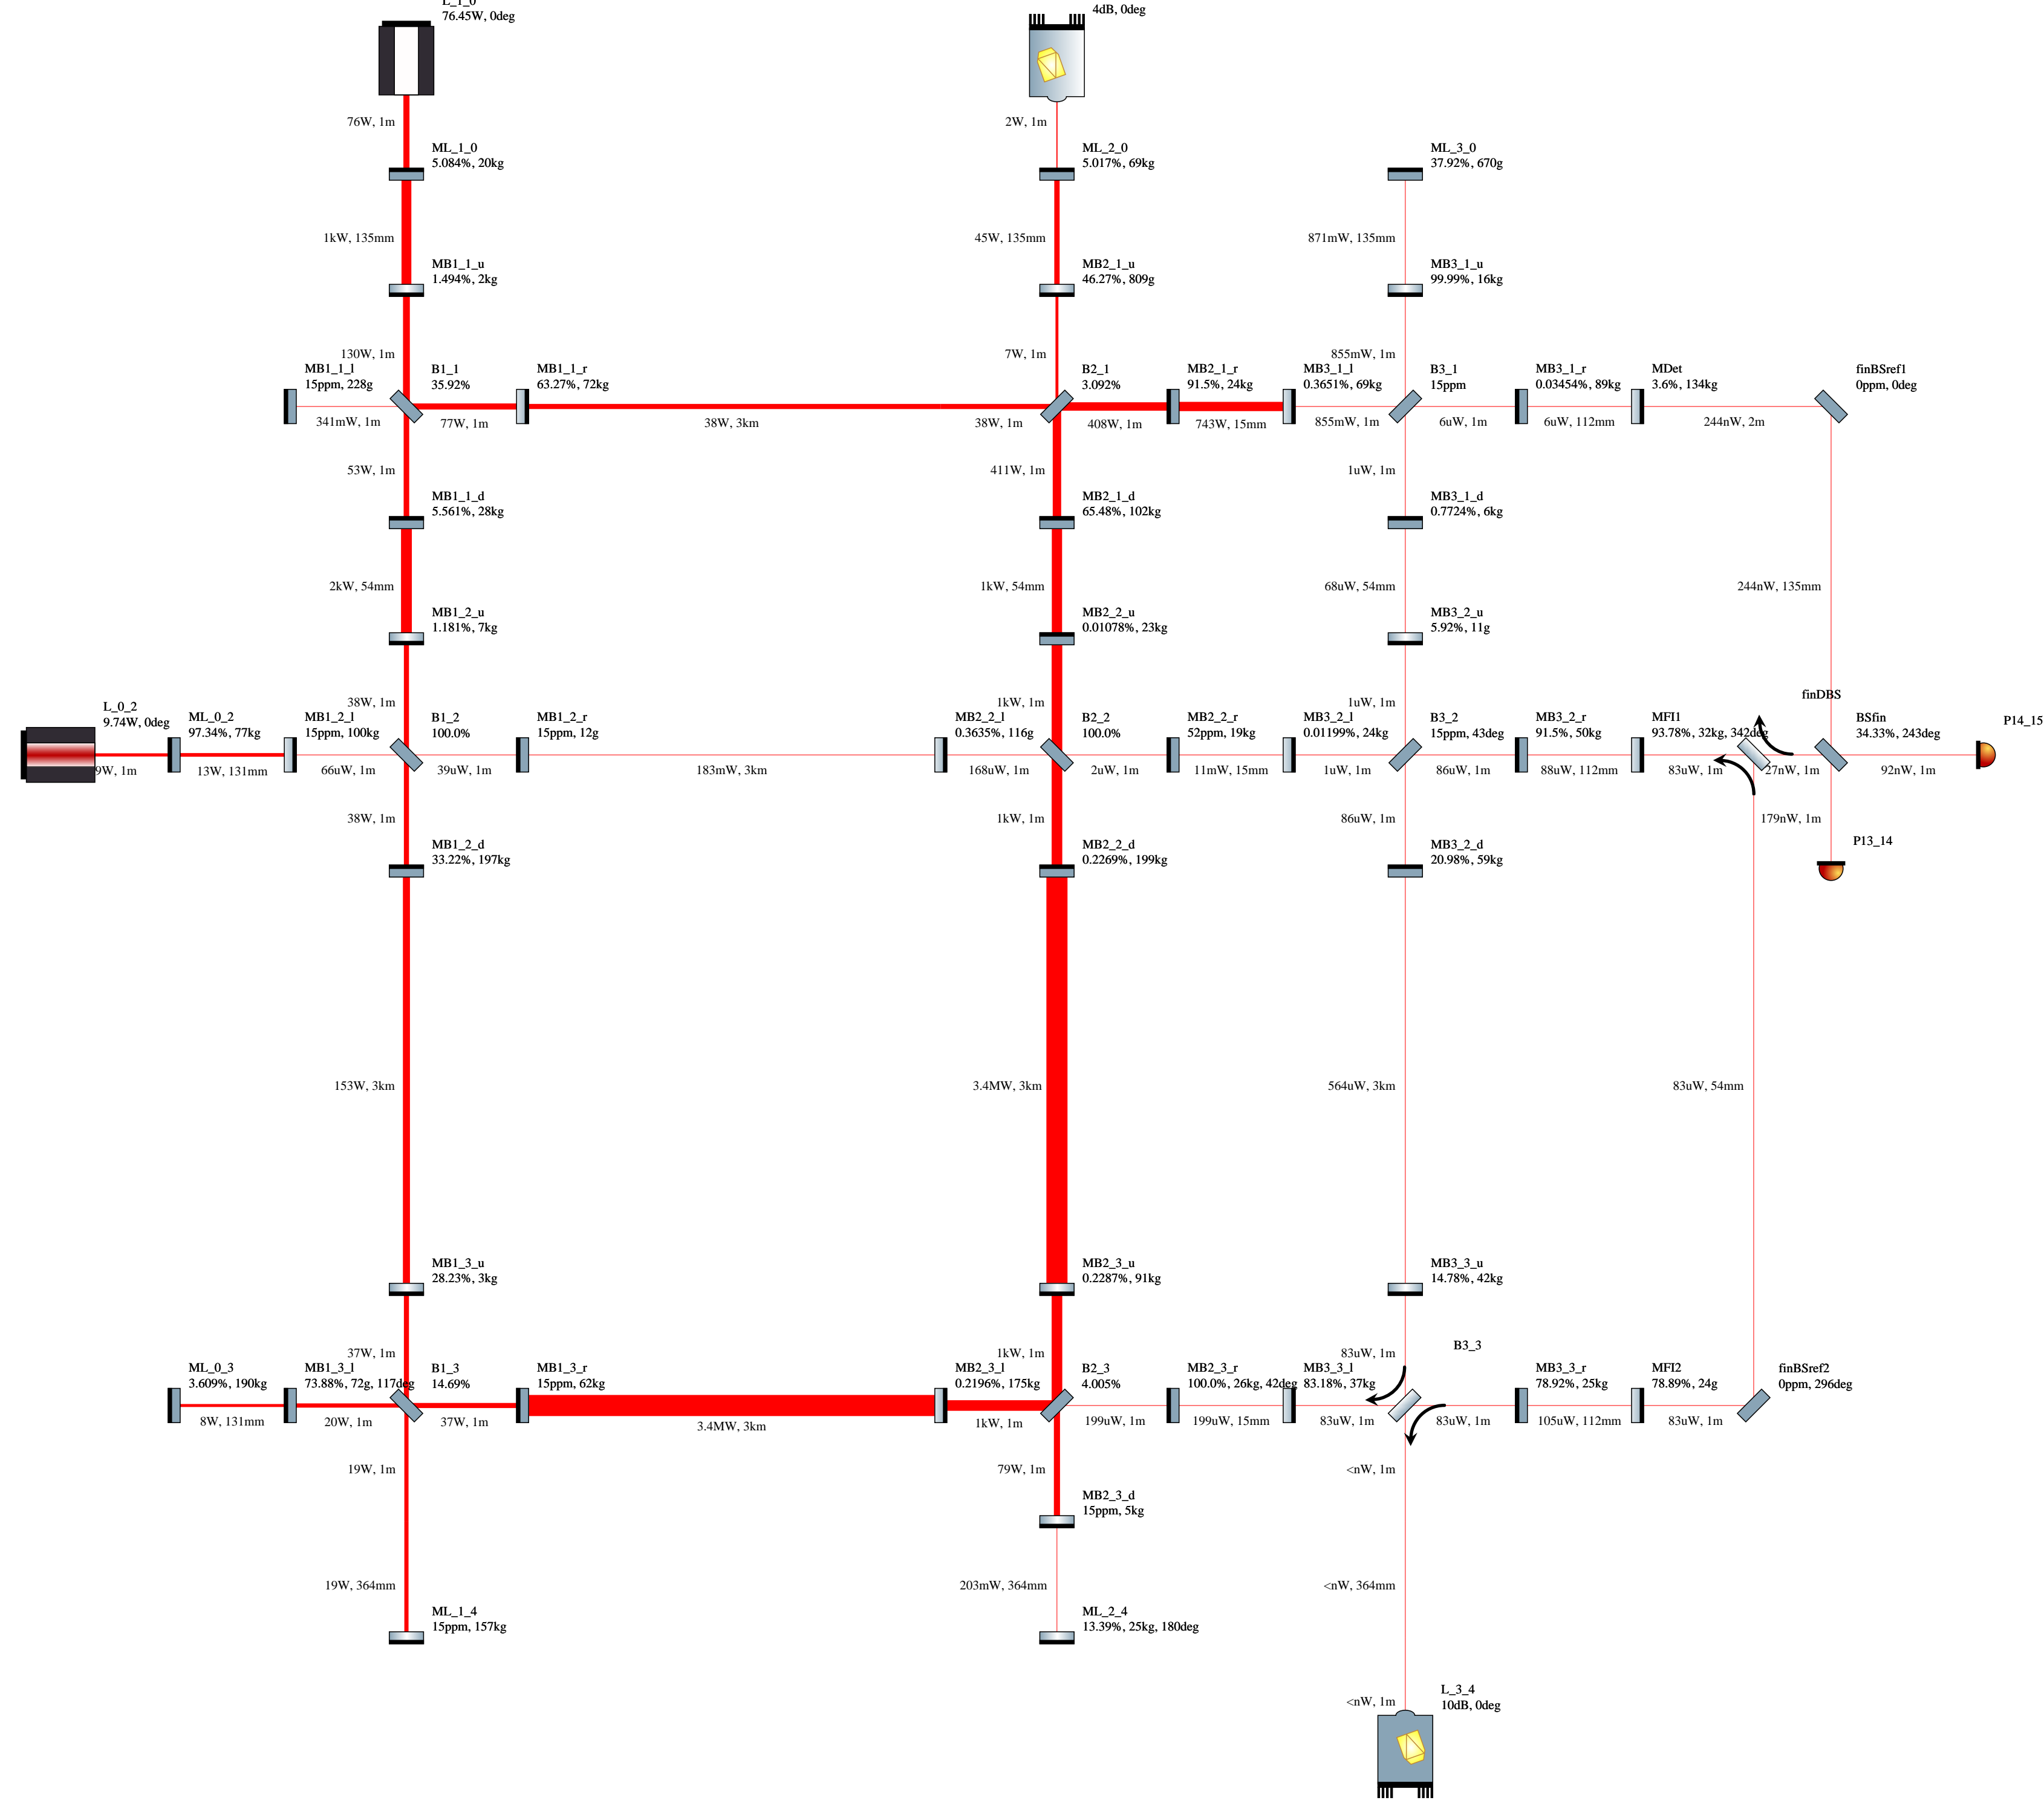 L_1_0
76.45W, 0deg
4dB, 0deg
76W, 1m
2W, 1m
ML_1_0
5.084%, 20kg
ML_2_0
5.017%, 69kg
ML_3_0
37.92%, 670g
1kW, 135mm
45W, 135mm
871mW, 135mm
MB1_1_u
1.494%, 2kg
MB2_1_u
46.27%, 809g
MB3_1_u
99.99%, 16kg
130W, 1m
7W, 1m
855mW, 1m
MB1_1_l
15ppm, 228g
B1_1
35.92%
MB1_1_r
63.27%, 72kg
B2_1
3.092%
MB2_1_r
91.5%, 24kg
MB3_1_l
0.3651%, 69kg
B3_1
15ppm
MB3_1_r
0.03454%, 89kg
MDet
3.6%, 134kg
finBSref1
0ppm, 0deg
341mW, 1m
77W, 1m
38W, 3km
38W, 1m
408W, 1m
743W, 15mm
855mW, 1m
6uW, 1m
6uW, 112mm
244nW, 2m
53W, 1m
411W, 1m
1uW, 1m
MB1_1_d
5.561%, 28kg
MB2_1_d
65.48%, 102kg
MB3_1_d
0.7724%, 6kg
2kW, 54mm
1kW, 54mm
68uW, 54mm
244nW, 135mm
MB1_2_u
1.181%, 7kg
MB2_2_u
0.01078%, 23kg
MB3_2_u
5.92%, 11g
38W, 1m
1kW, 1m
1uW, 1m
finDBS
L_0_2
9.74W, 0deg
ML_0_2
97.34%, 77kg
MB1_2_l
15ppm, 100kg
B1_2
100.0%
MB1_2_r
15ppm, 12g
MB2_2_l
0.3635%, 116g
B2_2
100.0%
MB2_2_r
52ppm, 19kg
MB3_2_l
0.01199%, 24kg
B3_2
15ppm, 43deg
MB3_2_r
91.5%, 50kg
MFI1
93.78%, 32kg, 342deg
BSfin
34.33%, 243deg
P14_15
9W, 1m
13W, 131mm
66uW, 1m
39uW, 1m
183mW, 3km
168uW, 1m
2uW, 1m
11mW, 15mm
1uW, 1m
86uW, 1m
88uW, 112mm
83uW, 1m
27nW, 1m
92nW, 1m
38W, 1m
1kW, 1m
86uW, 1m
179nW, 1m
P13_14
MB1_2_d
33.22%, 197kg
MB2_2_d
0.2269%, 199kg
MB3_2_d
20.98%, 59kg
153W, 3km
3.4MW, 3km
564uW, 3km
83uW, 54mm
MB1_3_u
28.23%, 3kg
MB2_3_u
0.2287%, 91kg
MB3_3_u
14.78%, 42kg
37W, 1m
1kW, 1m
83uW, 1m
B3_3
ML_0_3
3.609%, 190kg
MB1_3_l
73.88%, 72g, 117deg
B1_3
14.69%
MB1_3_r
15ppm, 62kg
MB2_3_l
0.2196%, 175kg
B2_3
4.005%
MB2_3_r
100.0%, 26kg, 42deg
MB3_3_l
83.18%, 37kg
MB3_3_r
78.92%, 25kg
MFI2
78.89%, 24g
finBSref2
0ppm, 296deg
8W, 131mm
20W, 1m
37W, 1m
3.4MW, 3km
1kW, 1m
199uW, 1m
199uW, 15mm
83uW, 1m
83uW, 1m
105uW, 112mm
83uW, 1m
19W, 1m
79W, 1m
<nW, 1m
MB2_3_d
15ppm, 5kg
19W, 364mm
203mW, 364mm
<nW, 364mm
ML_1_4
15ppm, 157kg
ML_2_4
13.39%, 25kg, 180deg
<nW, 1m
L_3_4
10dB, 0deg